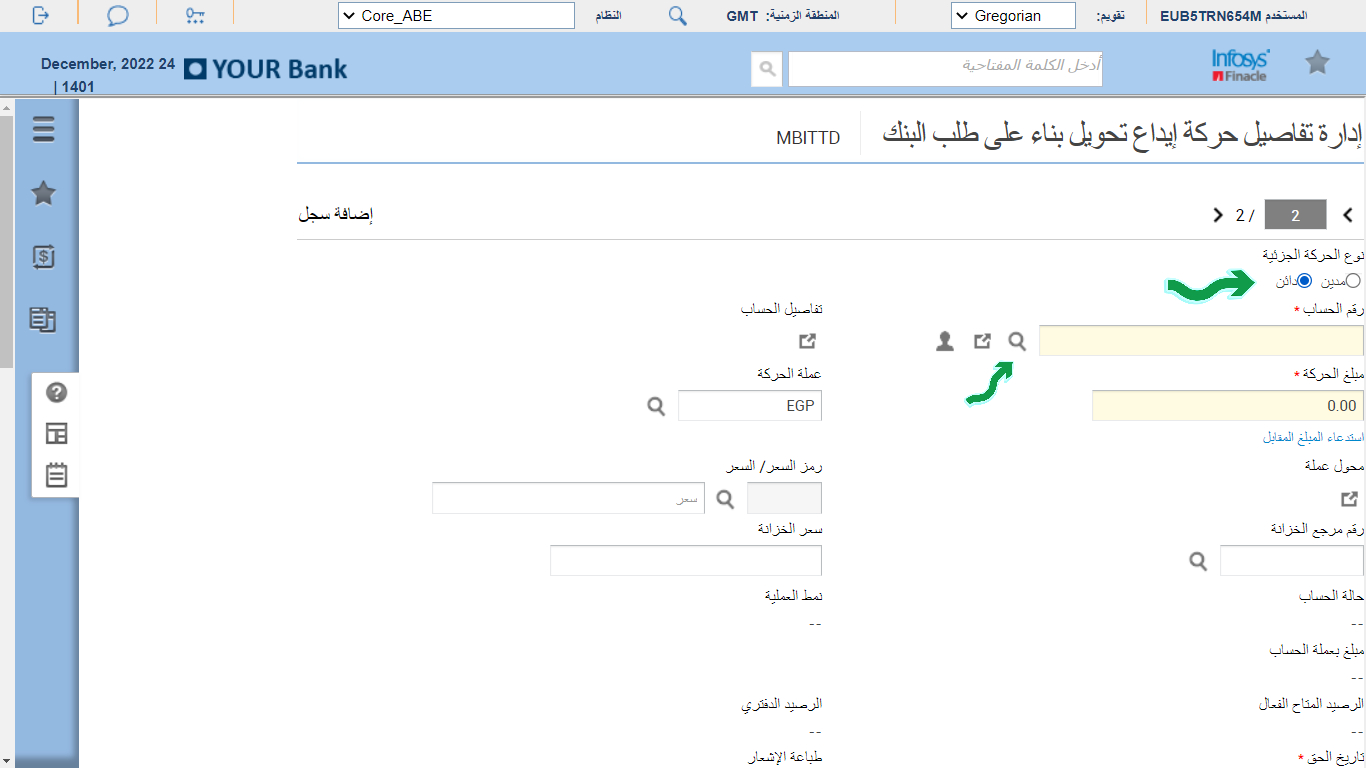 المستخدم EUB5TRN654M تقويم: Gregorian المنطقة الزمنية: GMT النظام Core_ABE
Infosys
Finacle
أدخل الكلمة المفتاحية
YOUR Bank
December, 2022 24
| 1401
إدارة تفاصيل حركة إيداع تحويل بناء على طلب البنك MBITTD
2 / 2
إضافة سجل
نوع الحركة الجزئية
مدين دائن
رقم الحساب * تفاصيل الحساب
مبلغ الحركة * عملة الحركة
0.00 EGP
استدعاء المبلغ المقابل
محول عملة رمز السعر/ السعر
سعر
رقم مرجع الخزانة سعر الخزانة
حالة الحساب نمط العملية
-- --
مبلغ بعملة الحساب
--
الرصيد المتاح الفعال الرصيد الدفتري
-- --
تاريخ الحق * طباعة الإشعار